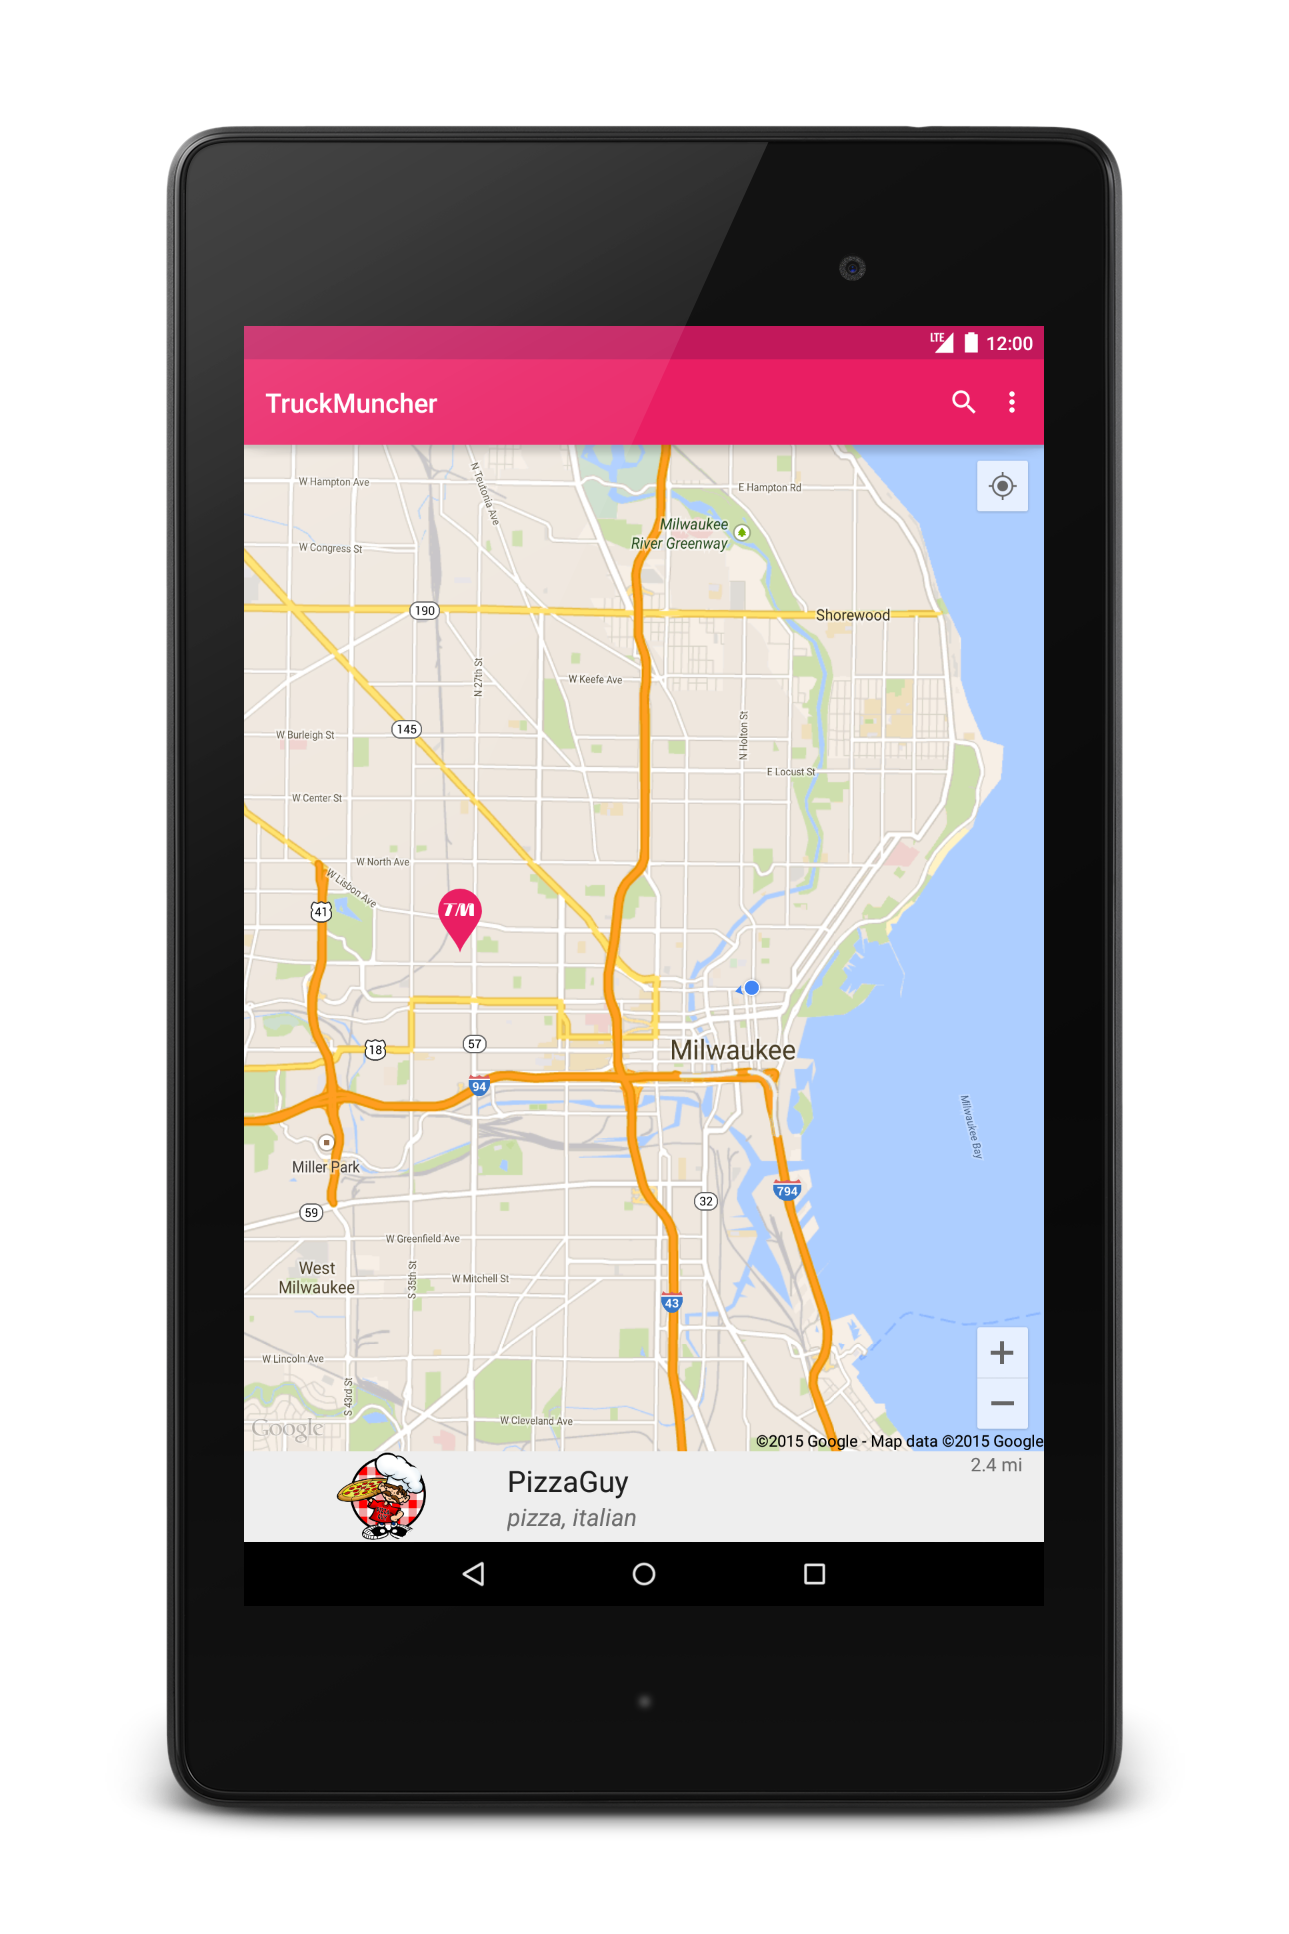 LTE 12:00
TruckMuncher
W Hampton Ave
N Teutonia Ave
E Hampton Rd
Milwaukee
River Greenway
W Congress St
190
Shorewood
N 27th St
W Keefe Ave
145
W Burleigh St
N Holton St
E Locust St
W Center St
W North Ave
W Lisbon Ave
41
TM
57
18
Milwaukee
94
Milwaukee Bay
Miller Park
794
32
59
W Greenfield Ave
West
Milwaukee
S 35th St
W Mitchell St
43
W Lincoln Ave
S 43rd St
W Cleveland Ave
Google
©2015 Google - Map data ©2015 Google
2.4 mi
PizzaGuy
pizza, italian